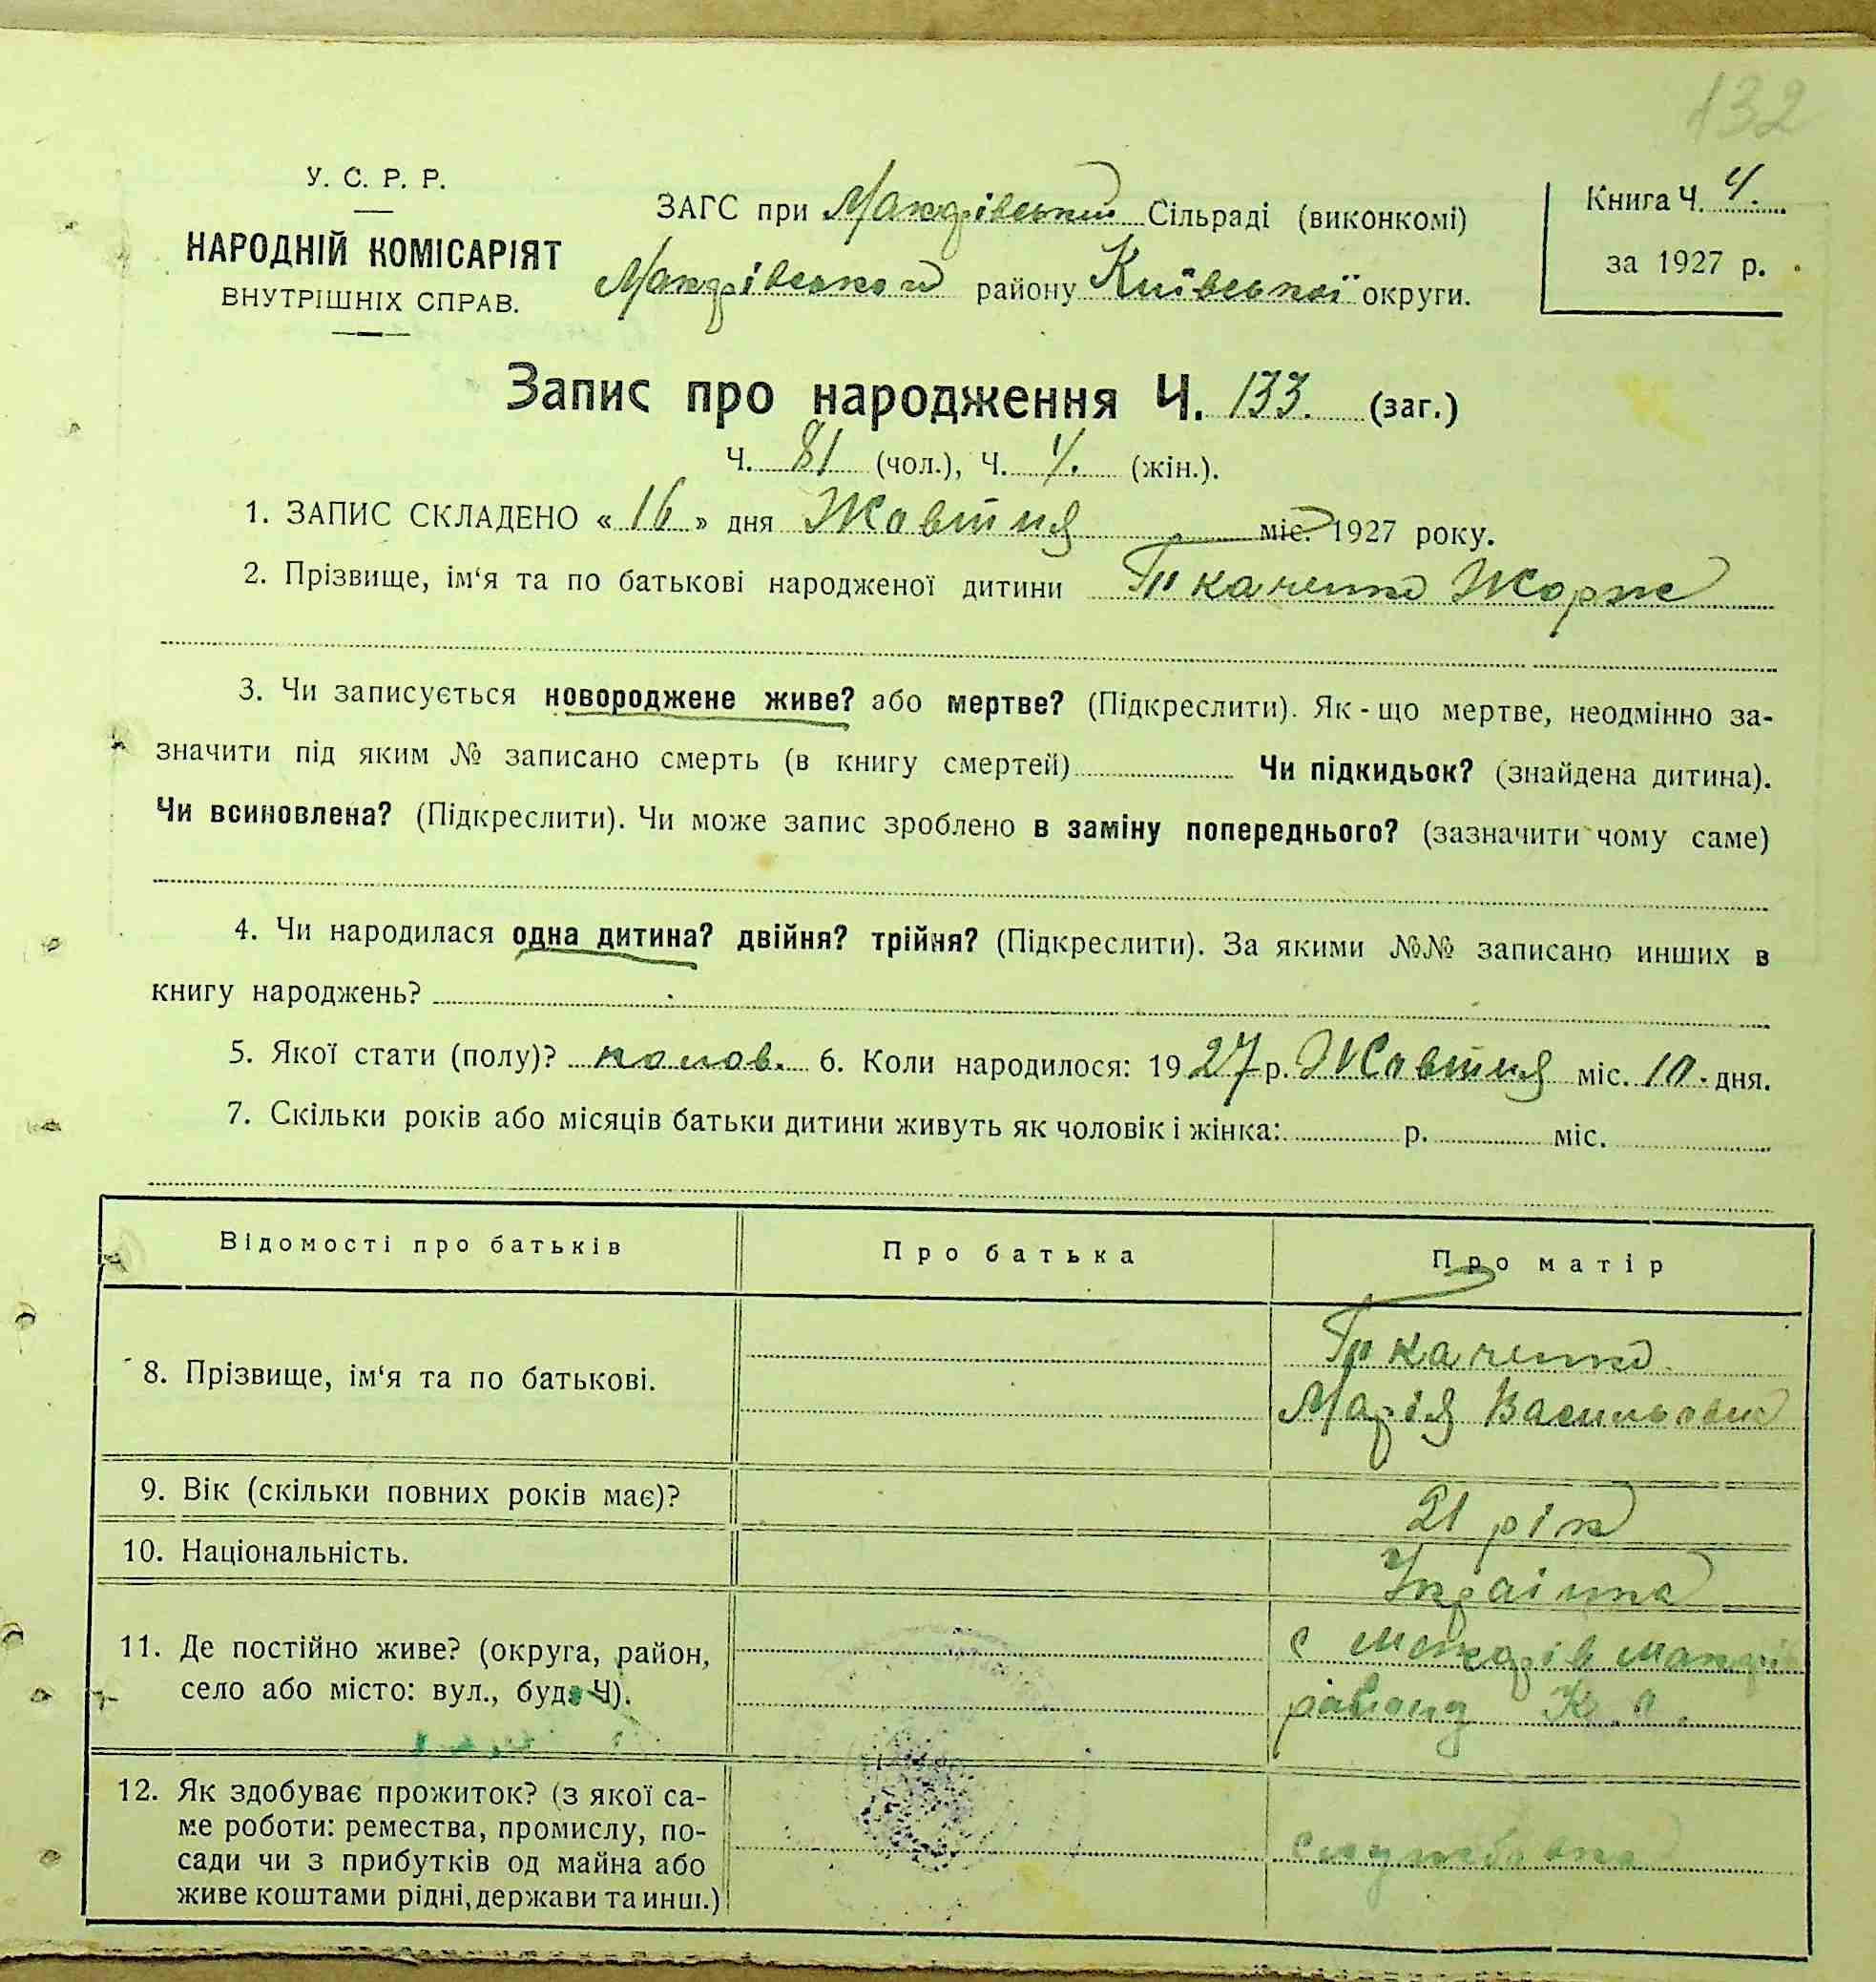 132
У. С. Р. Р.
НАРОДНІЙ КОМІСАРІЯТ
ВНУТРІШНІХ СПРАВ.
ЗАГС при Макарівській Сільраді (виконкомі)
Макарівського району Київської округи.
Книга Ч. 4.
за 1927 р.
Запис про народження Ч. 133. (заг.)
Ч. 81 (чол.), Ч. (жін.).
1. ЗАПИС СКЛАДЕНО « 16 » дня Жовтня міс. 1927 року.
2. Прізвище, ім‘я та по батькові народженої дитини Ткаченко Жорж
3. Чи записується новороджене живе? або мертве? (Підкреслити). Як - що мертве, неодмінно за-
значити під яким № записано смерть (в книгу смертей) Чи підкидьок? (знайдена дитина).
Чи всиновлена? (Підкреслити). Чи може запис зроблено в заміну попереднього? (зазначити чому саме)
4. Чи народилася одна дитина? двійня? трійня? (Підкреслити). За якими №№ записано инших в
книгу народжень?
5. Якої стати (полу)? 6. Коли народилося: 1927 р. Жовтня міс. 10. дня.
7. Скільки років або місяців батьки дитини живуть як чоловік і жінка: р. міс.
Відомості про батьків Про батька Про матір
8. Прізвище, ім‘я та по батькові.
Ткаченко
Марія Васильовна
9. Вік (скільки повних років має)? 21 рік
10. Національність. Українка
11. Де постійно живе? (округа, район,
село або місто: вул., буд. Ч).
с Макарів Макарів
району К. о.
12. Як здобуває прожиток? (з якої са-
ме роботи: ремества, промислу, по-
сади чи з прибутків од майна або
живе коштами рідні, держави та инш.)